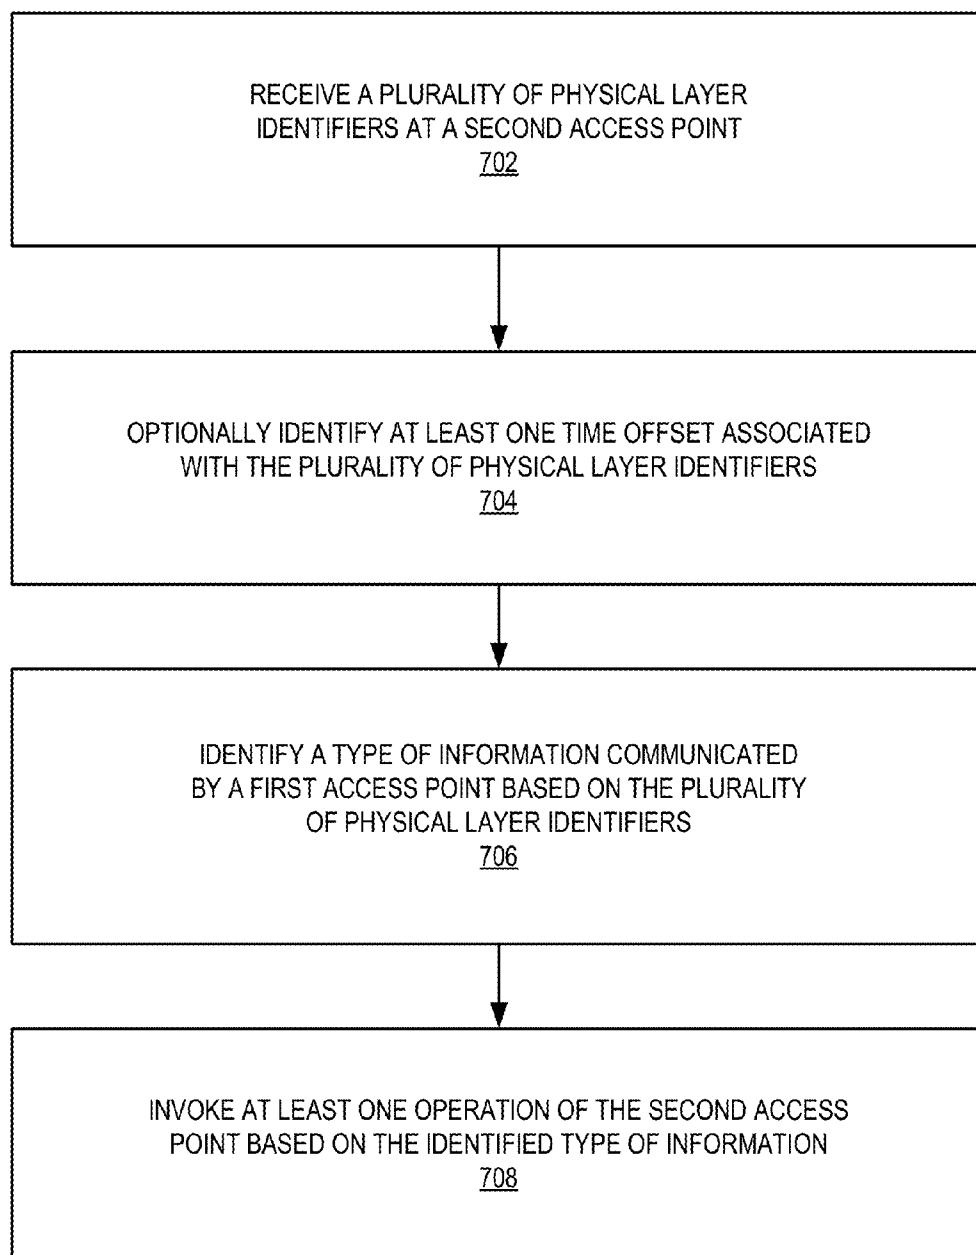 RECEIVE A PLURALITY OF PHYSICAL LAYER
IDENTIFIERS AT A SECOND ACCESS POINT
702
OPTIONALLY IDENTIFY AT LEAST ONE TIME OFFSET ASSOCIATED
WITH THE PLURALITY OF PHYSICAL LAYER IDENTIFIERS
704
IDENTIFY A TYPE OF INFORMATION COMMUNICATED
BY A FIRST ACCESS POINT BASED ON THE PLURALITY
OF PHYSICAL LAYER IDENTIFIERS
706
INVOKE AT LEAST ONE OPERATION OF THE SECOND ACCESS
POINT BASED ON THE IDENTIFIED TYPE OF INFORMATION
708